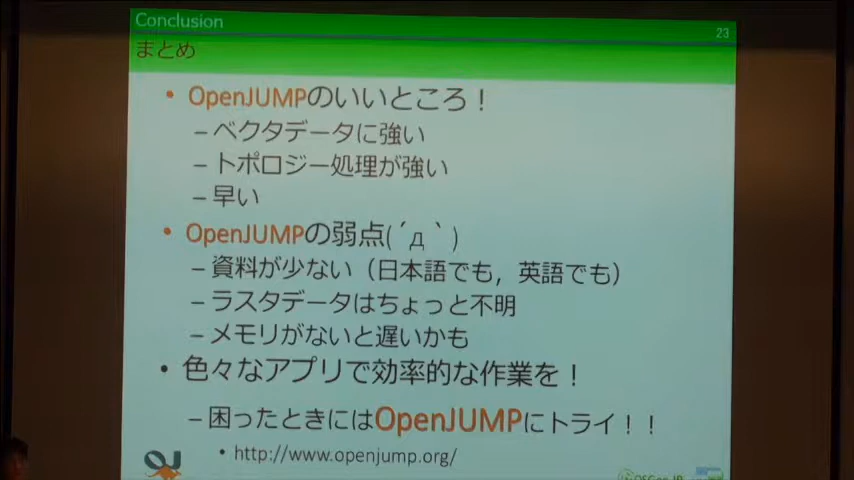 Conclusion
23
まとめ
• OpenJUMPのいいところ！
– ベクタデータに強い
– トポロジー処理が強い
– 早い
• OpenJUMPの弱点(´д｀)
– 資料が少ない（日本語でも，英語でも）
– ラスタデータはちょっと不明
– メモリがないと遅いかも
• 色々なアプリで効率的な作業を！
– 困ったときにはOpenJUMPにトライ！！
• http://www.openjump.org/
OJ